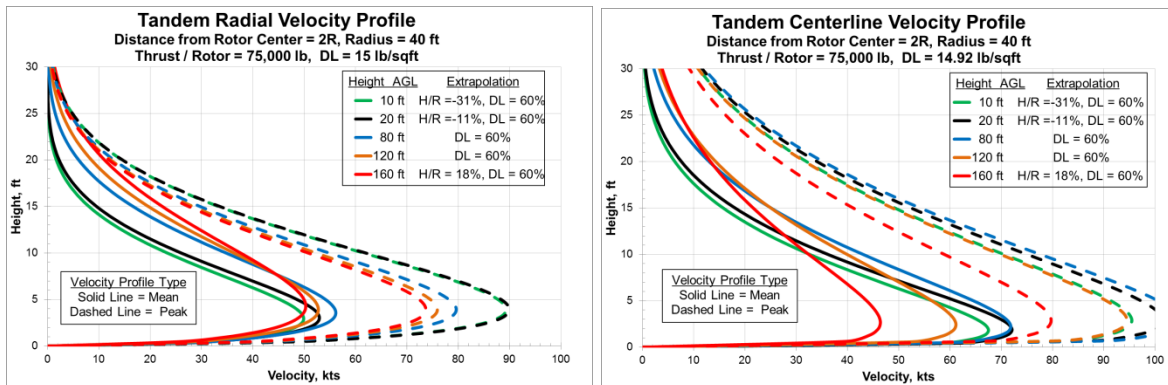 Tandem Radial Velocity Profile
Distance from Rotor Center = 2R, Radius = 40 ft
Thrust / Rotor = 75,000 lb,  DL = 15 lb/sqft
Height, ft
30
25
20
15
10
5
0
Height  AGL    Extrapolation
10 ft  H/R =-31%, DL = 60%
20 ft  H/R =-11%, DL = 60%
80 ft  DL = 60%
120 ft  DL = 60%
160 ft  H/R = 18%, DL = 60%
Velocity Profile Type
Solid Line = Mean
Dashed Line = Peak
0 10 20 30 40 50 60 70 80 90 100
Velocity, kts
Tandem Centerline Velocity Profile
Distance from Rotor Center = 2R, Radius = 40 ft
Thrust / Rotor = 75,000 lb,  DL = 14.92 lb/sqft
Height, ft
30
25
20
15
10
5
0
Height  AGL    Extrapolation
10 ft  H/R =-31%, DL = 60%
20 ft  H/R =-11%, DL = 60%
80 ft  DL = 60%
120 ft  DL = 60%
160 ft  H/R = 18%, DL = 60%
Velocity Profile Type
Solid Line = Mean
Dashed Line = Peak
0 10 20 30 40 50 60 70 80 90 100
Velocity, kts